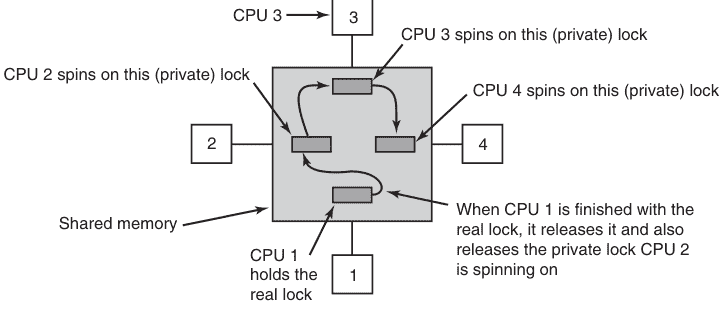 CPU 3
3
CPU 3 spins on this (private) lock
CPU 2 spins on this (private) lock
CPU 4 spins on this (private) lock
2
4
Shared memory
When CPU 1 is finished with the
real lock, it releases it and also
releases the private lock CPU 2
is spinning on
CPU 1
holds the
real lock
1